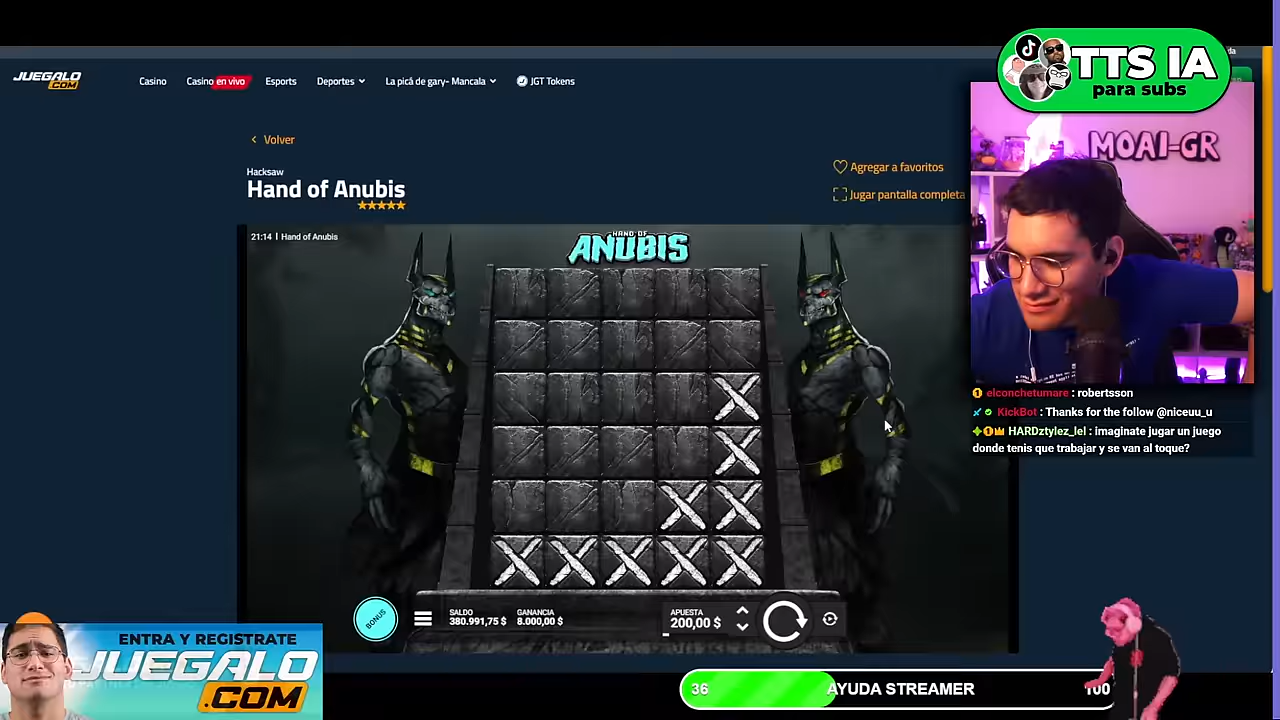 JUEGALO
.COM
Casino
Casino en vivo
Esports
Deportes
La picá de gary- Mancala
JGT Tokens
TTS IA
para subs
Volver
Hacksaw
Hand of Anubis
Agregar a favoritos
Jugar pantalla completa
MOAI-GR
21:14 | Hand of Anubis
HAND OF
ANUBIS
elconchetumare : robertsson
KickBot : Thanks for the follow @niceuu_u
HARDztylez_lel : imaginate jugar un juego
donde tenis que trabajar y se van al toque?
BONUS
SALDO
380.991,75 $
GANANCIA
8.000,00 $
APUESTA
200,00 $
ENTRA Y REGISTRATE
JUEGALO
.COM
36
AYUDA STREAMER
100